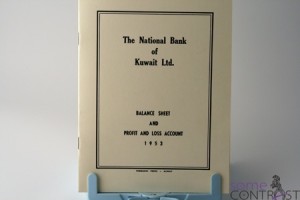 The National Bank
of
Kuwait Ltd.
BALANCE SHEET
AND
PROFIT AND LOSS ACCOUNT
1953
CONTRAST